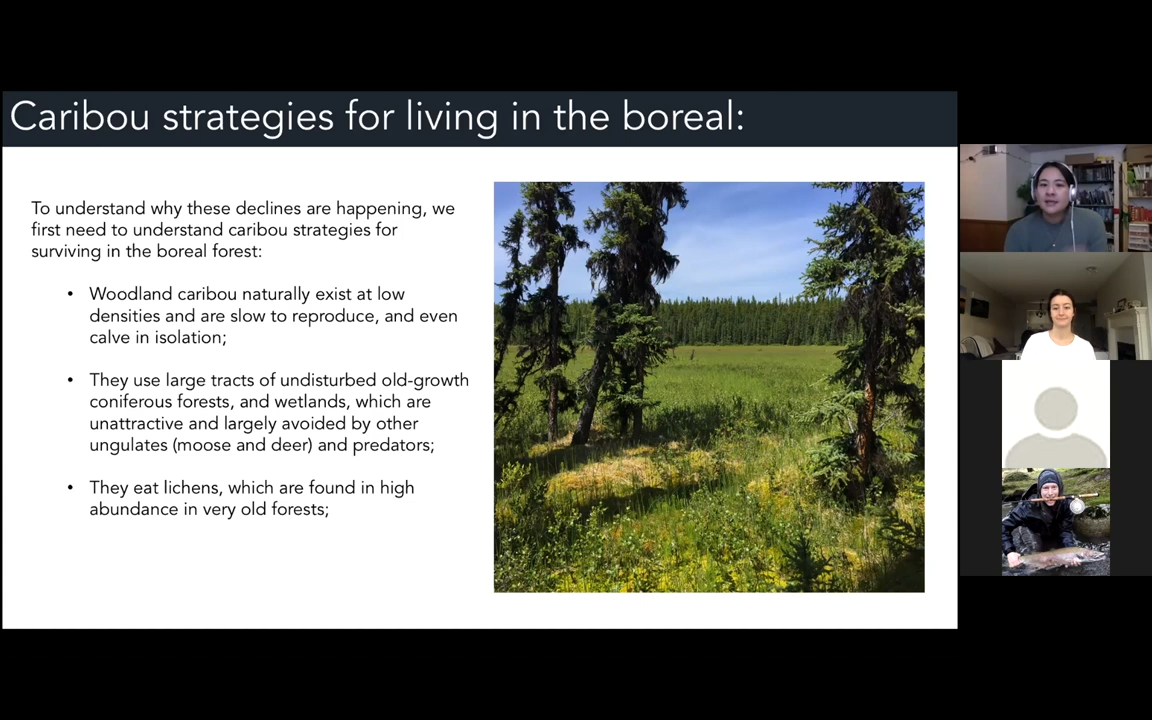 Caribou strategies for living in the boreal:
To understand why these declines are happening, we
first need to understand caribou strategies for
surviving in the boreal forest:
• Woodland caribou naturally exist at low
densities and are slow to reproduce, and even
calve in isolation;
• They use large tracts of undisturbed old-growth
coniferous forests, and wetlands, which are
unattractive and largely avoided by other
ungulates (moose and deer) and predators;
• They eat lichens, which are found in high
abundance in very old forests;